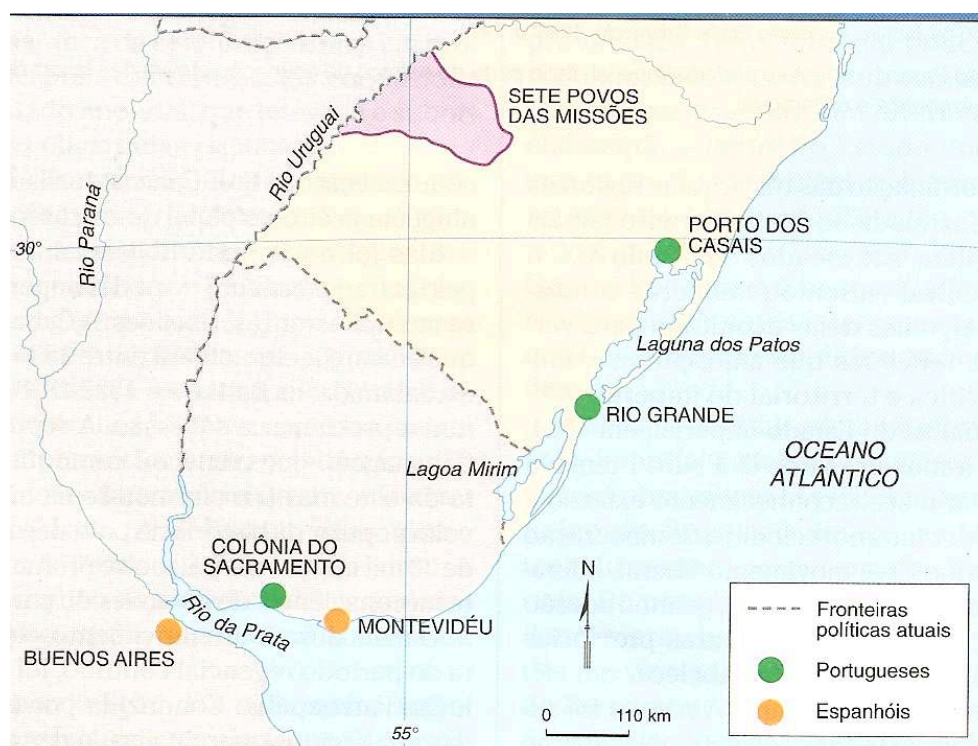 SETE POVOS
DAS MISSÕES
Rio Uruguai
Rio Paraná
30°
PORTO DOS
CASAIS
Laguna dos Patos
RIO GRANDE
Lagoa Mirim
OCEANO
ATLÂNTICO
COLÔNIA DO
SACRAMENTO
N
Rio da Prata
MONTEVIDÉU
BUENOS AIRES
55°
0 110 km
Fronteiras
políticas atuais
Portugueses
Espanhóis